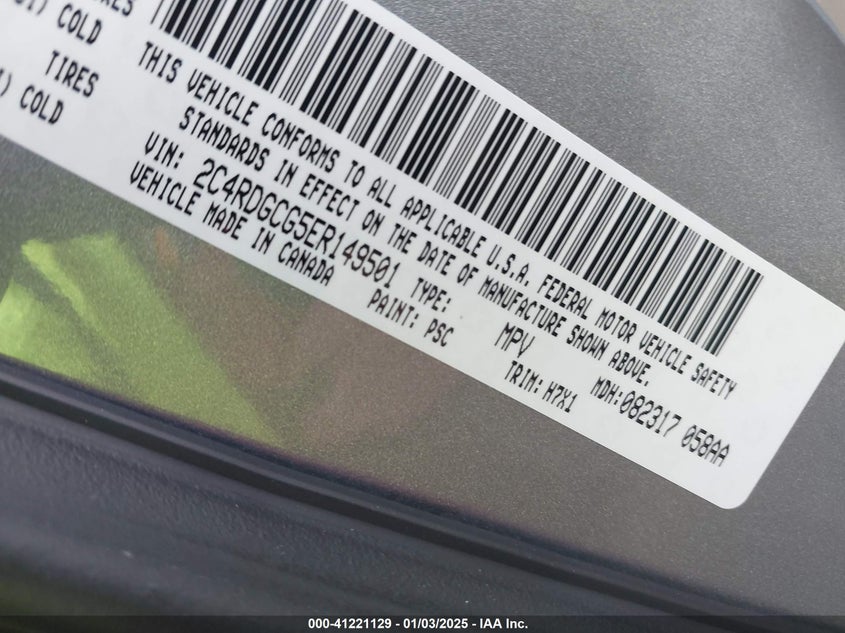 TIRES
COLD
TIRES
COLD
THIS VEHICLE CONFORMS TO ALL APPLICABLE U.S.A. FEDERAL MOTOR VEHICLE SAFETY
STANDARDS IN EFFECT ON THE DATE OF MANUFACTURE SHOWN ABOVE.
VIN: 2C4RDGCG5ER149501 TYPE: MPV MDH:082317 058AA
VEHICLE MADE IN CANADA PAINT: PSC TRIM: H7X1
000-41221129 - 01/03/2025 - IAA Inc.